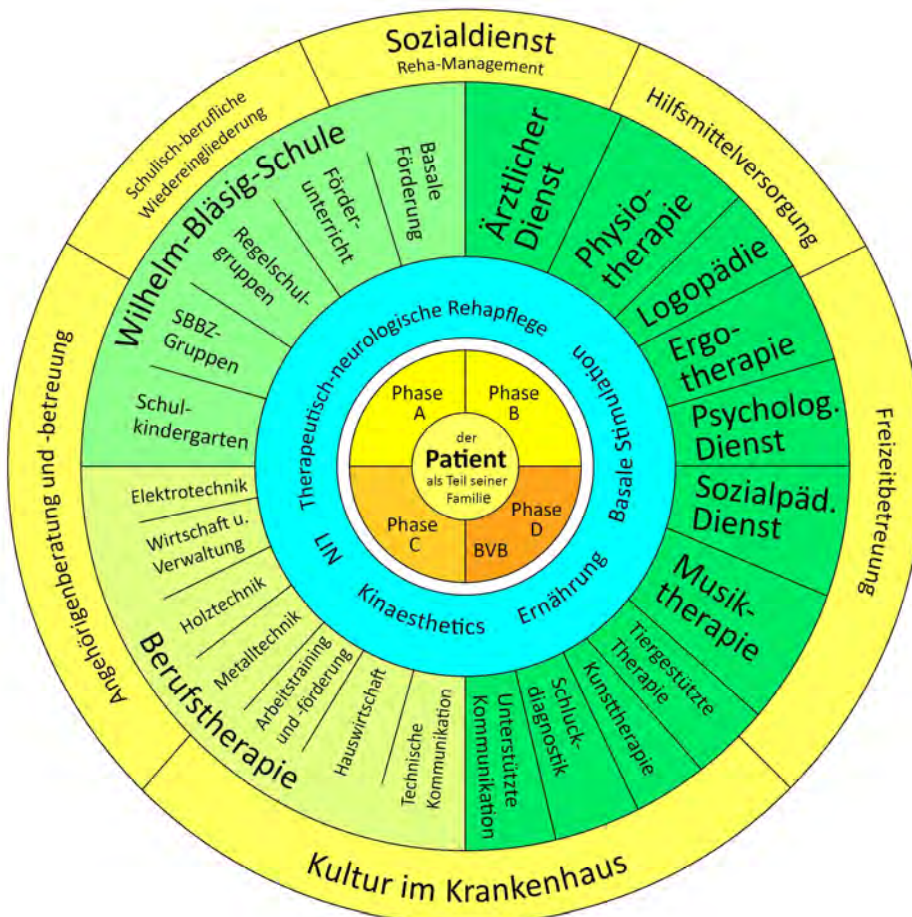 Sozialdienst
Reha-Management
Hilfsmittelversorgung
Freizeitbetreuung
Kultur im Krankenhaus
Angehörigenberatung und -betreuung
Schulisch-berufliche
Wiedereingliederung
Ärztlicher
Dienst
Physio-
therapie
Logopädie
Ergo-
therapie
Psycholog.
Dienst
Sozialpäd.
Dienst
Musik-
therapie
Tiergestützte
Therapie
Kunsttherapie
Schluck-
diagnostik
Unterstützte
Kommunikation
Technische
Kommunikation
Hauswirtschaft
Arbeitstraining
und -förderung
Metalltechnik
Holztechnik
Wirtschaft u.
Verwaltung
Elektrotechnik
Berufstherapie
Wilhelm-Bläsig-Schule
Schul-
kindergarten
SBBZ-
Gruppen
Regelschul-
gruppen
Förder-
unterricht
Basale
Förderung
Therapeutisch-neurologische Rehapflege
Basale Stimulation
Ernährung
Kinaesthetics
LiN
Phase
A
Phase
B
Phase
C
Phase
D
BVB
der
Patient
als Teil seiner
Familie